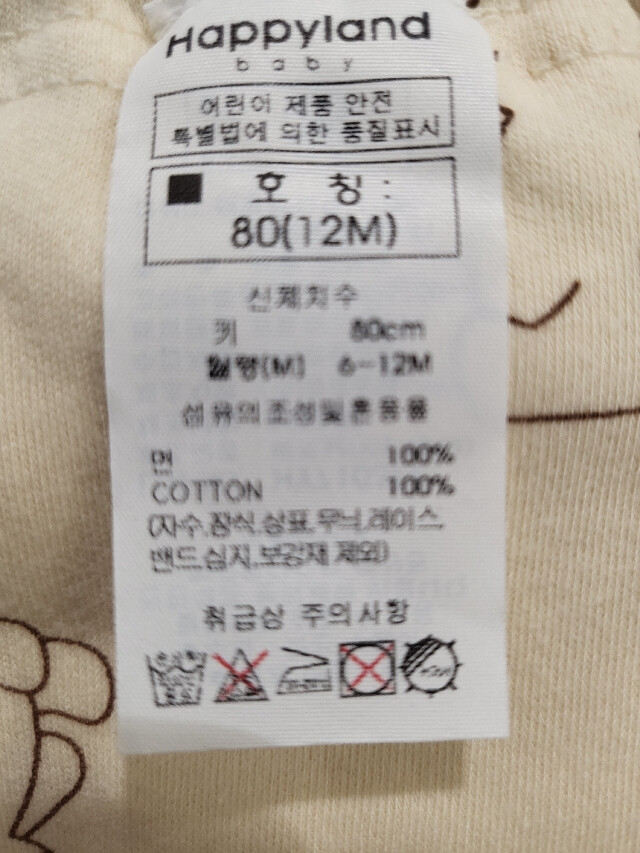 Happyland
baby
어린이 제품 안전
특별법에 의한 품질표시
호 칭 :
80(12M)
신체치수
키 80cm
월령(M) 6-12M
섬유의조성및혼용율
면 100%
COTTON 100%
(자수,장식,상표,무늬,레이스,
밴드,심지,보강재 제외)
취급상 주의사항